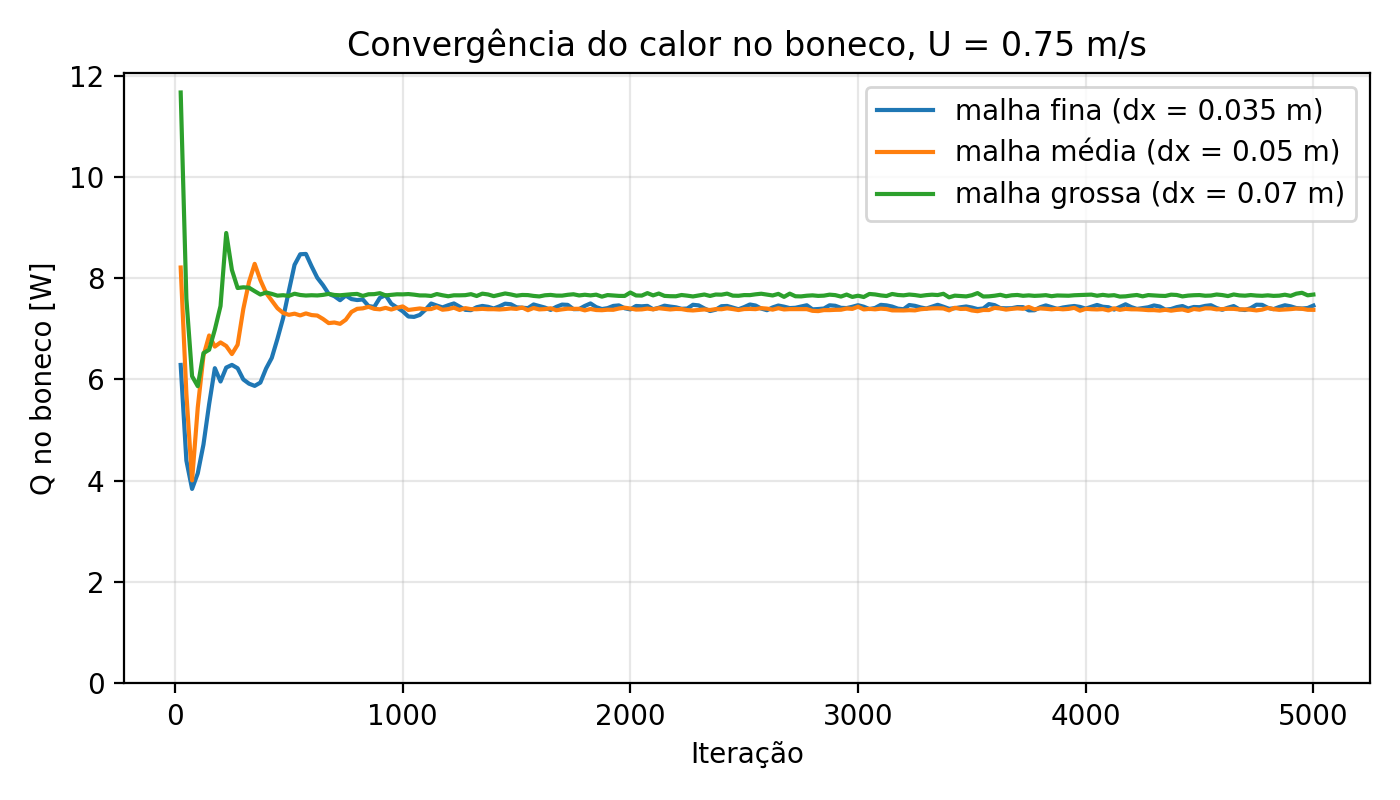 Convergência do calor no boneco, U = 0.75 m/s
12
10
8
6
4
2
0
Q no boneco [W]
malha fina (dx = 0.035 m)
malha média (dx = 0.05 m)
malha grossa (dx = 0.07 m)
0 1000 2000 3000 4000 5000
Iteração